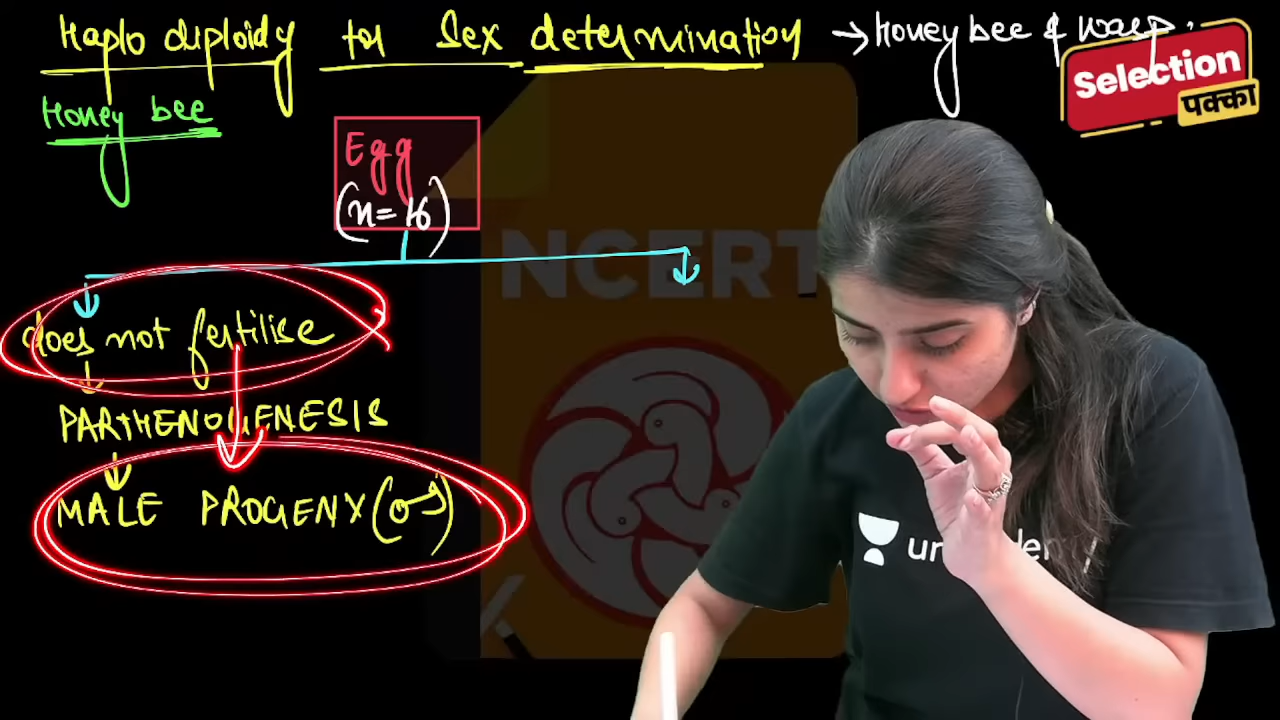 Haplo diploidy for Sex determination → Honey bee & wasp.
Selection
पक्का
Honey bee
Egg
(n=16)
NCERT
does not fertilise
PARTHENOGENESIS
MALE PROGENY (♂)